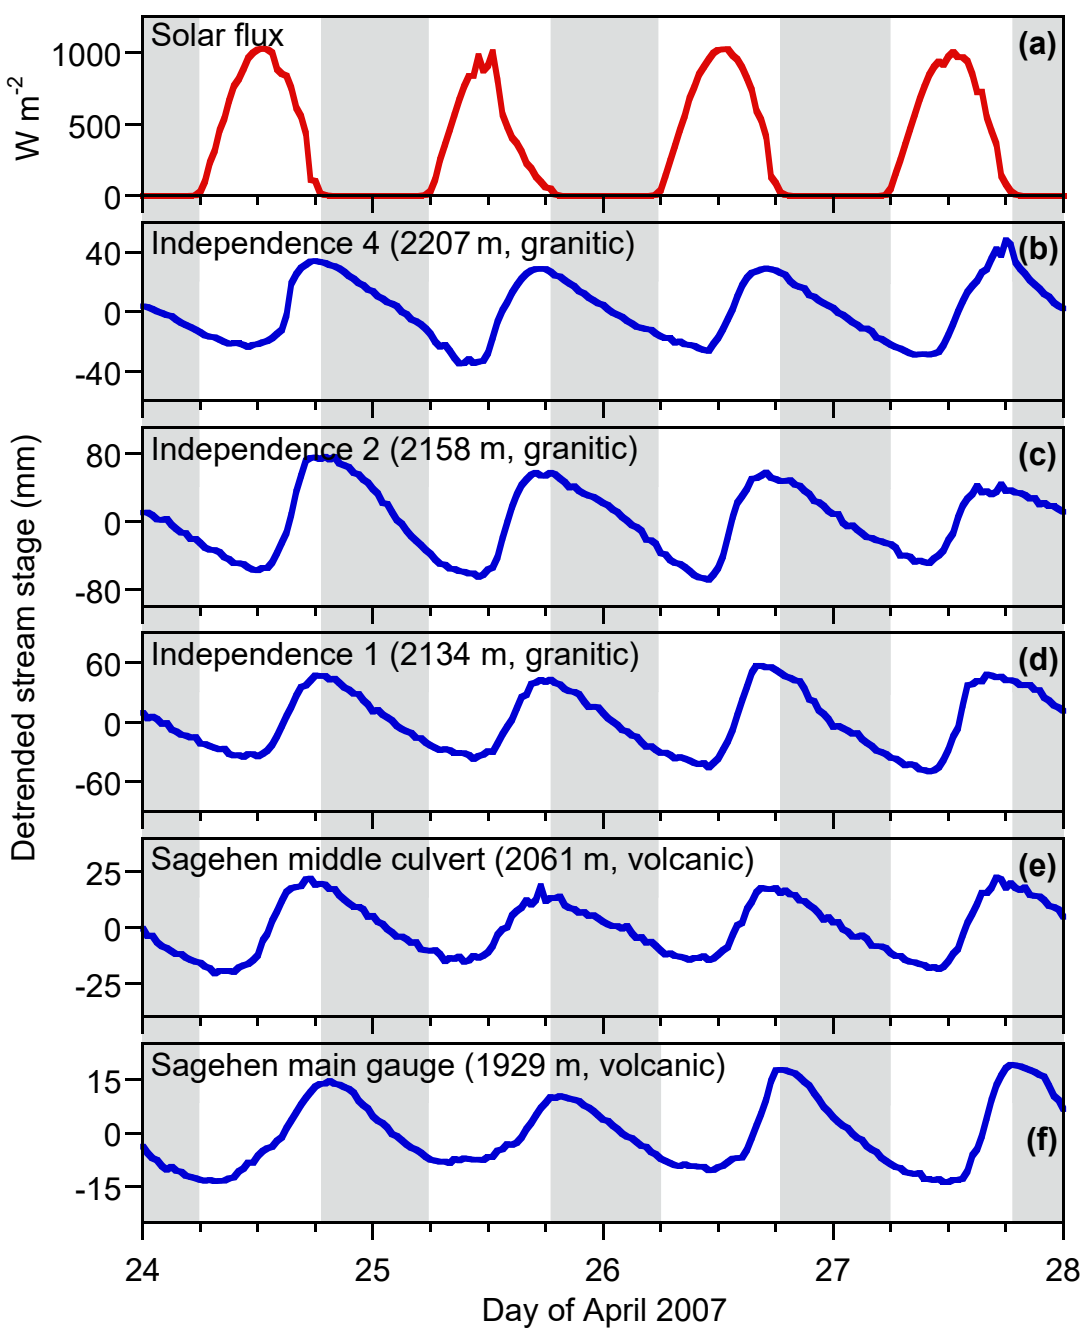 Solar flux
(a)
W m-2
1000
500
0
Independence 4 (2207 m, granitic)
(b)
40
0
-40
Independence 2 (2158 m, granitic)
(c)
80
0
-80
Independence 1 (2134 m, granitic)
(d)
60
0
-60
Sagehen middle culvert (2061 m, volcanic)
(e)
25
0
-25
Sagehen main gauge (1929 m, volcanic)
(f)
15
0
-15
Detrended stream stage (mm)
24 25 26 27 28
Day of April 2007